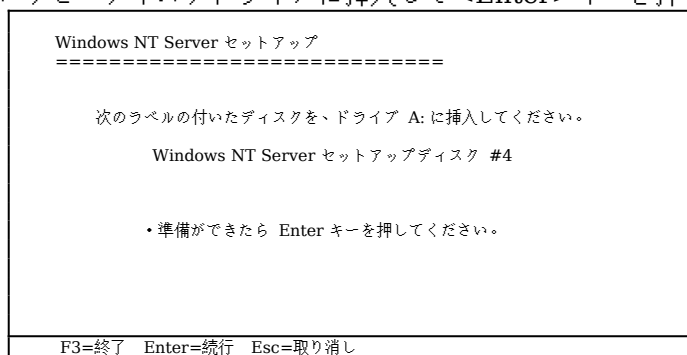 Windows NT Server セットアップ
=============================
次のラベルの付いたディスクを、ドライブ A: に挿入してください。
Windows NT Server セットアップディスク #4
・準備ができたら Enter キーを押してください。
F3=終了 Enter=続行 Esc=取り消し